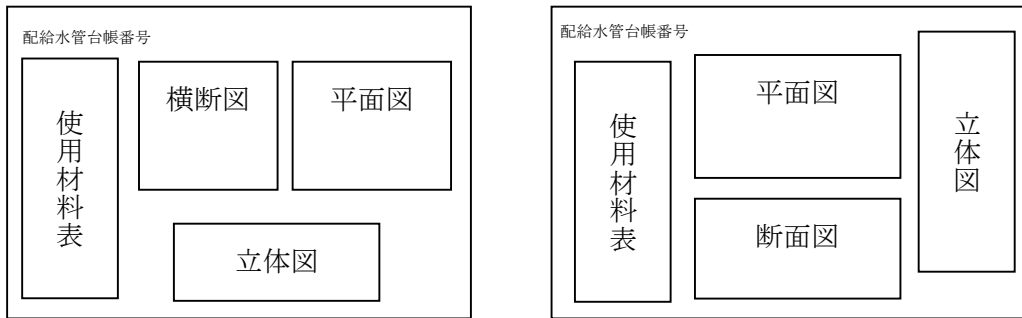 配給水管台帳番号
使用材料表
横断図
平面図
立体図
配給水管台帳番号
使用材料表
平面図
断面図
立体図